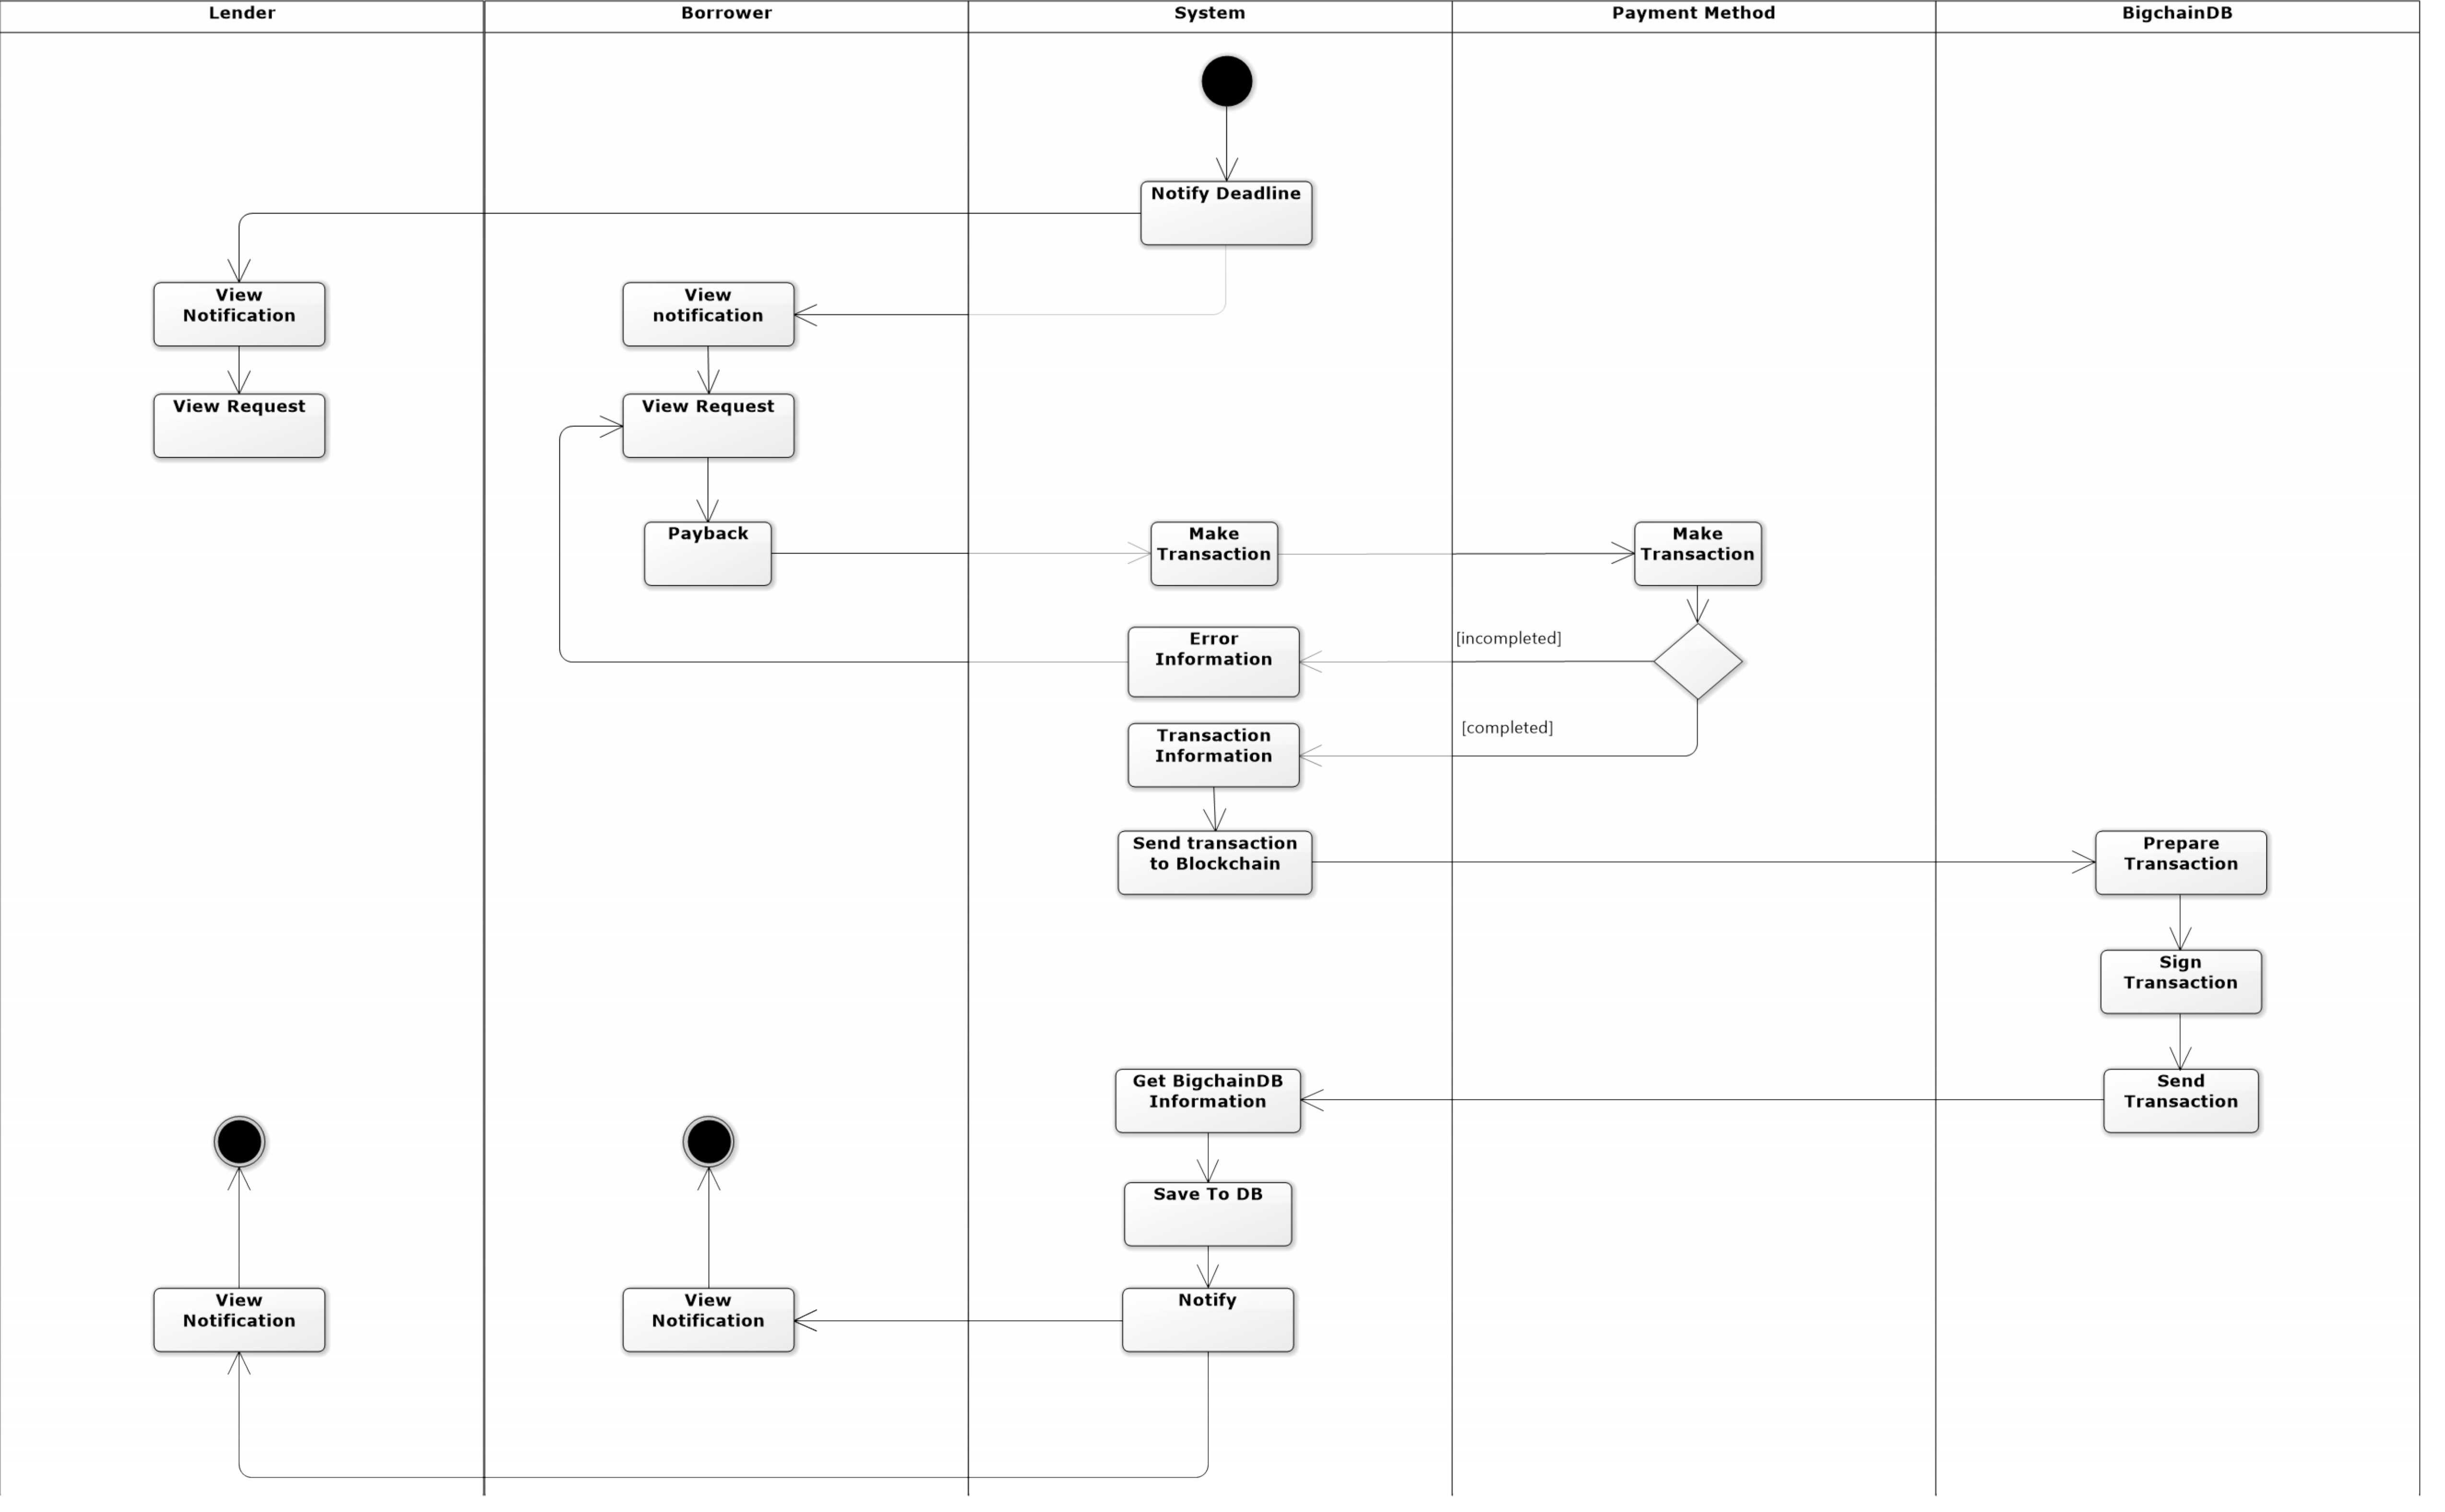 Lender
Borrower
System
Payment Method
BigchainDB
Notify Deadline
View
Notification
View
notification
View Request
View Request
Payback
Make
Transaction
Make
Transaction
Error
Information
[incompleted]
Transaction
Information
[completed]
Send transaction
to Blockchain
Prepare
Transaction
Sign
Transaction
Get BigchainDB
Information
Send
Transaction
Save To DB
View
Notification
View
Notification
Notify